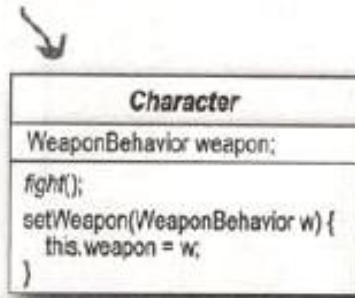 Character
WeaponBehavior weapon;
fight();
setWeapon(WeaponBehavior w) {
this.weapon = w;
}